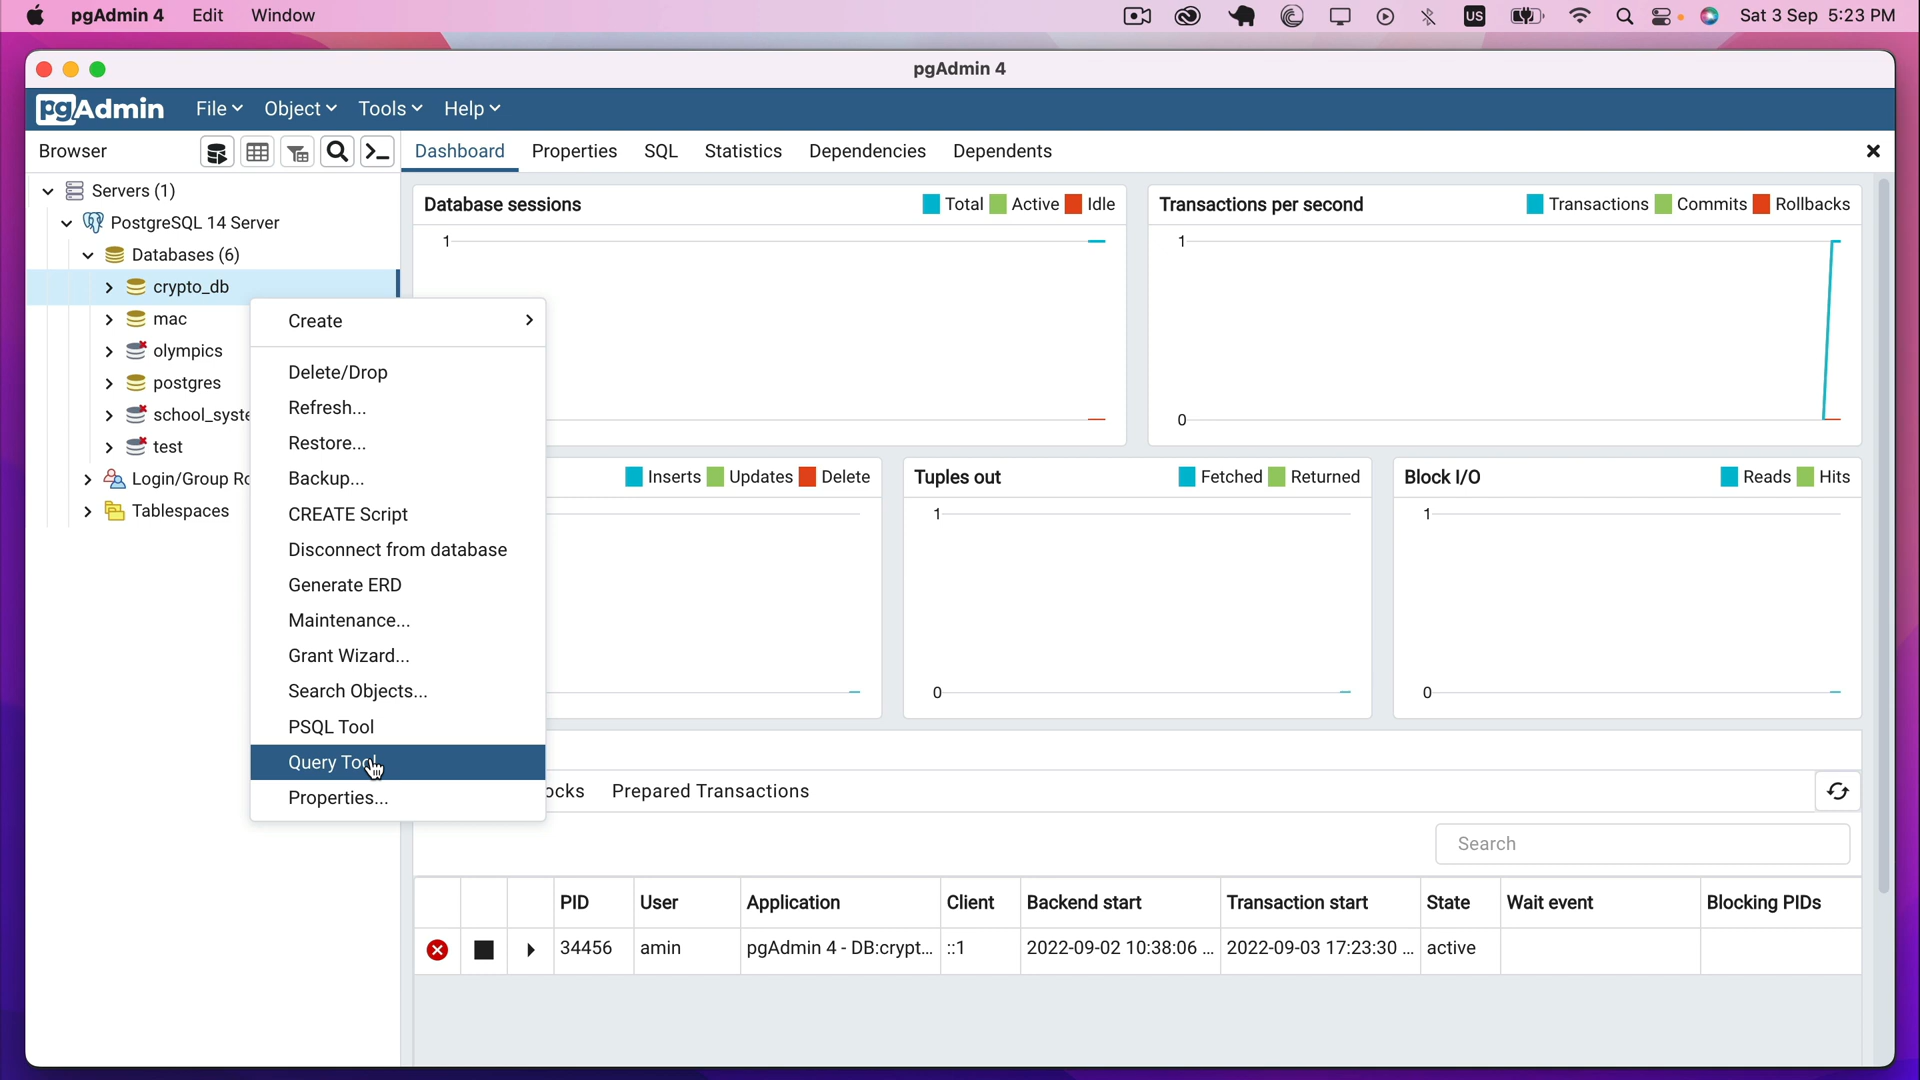 pgAdmin 4 Edit Window US Sat 3 Sep 5:23 PM
pgAdmin 4
pgAdmin File Object Tools Help
Browser Dashboard Properties SQL Statistics Dependencies Dependents
Servers (1)
PostgreSQL 14 Server
Databases (6)
crypto_db
mac
olympics
postgres
school_syste
test
Login/Group Ro
Tablespaces
Create
Delete/Drop
Refresh...
Restore...
Backup...
CREATE Script
Disconnect from database
Generate ERD
Maintenance...
Grant Wizard...
Search Objects...
PSQL Tool
Query Tool
Properties...
Database sessions Total Active Idle
1
Transactions per second Transactions Commits Rollbacks
1
0
Inserts Updates Delete
Tuples out Fetched Returned
1
0
Block I/O Reads Hits
1
0
ocks Prepared Transactions
Search
PID User Application Client Backend start Transaction start State Wait event Blocking PIDs
34456 amin pgAdmin 4 - DB:crypt... ::1 2022-09-02 10:38:06 ... 2022-09-03 17:23:30 ... active